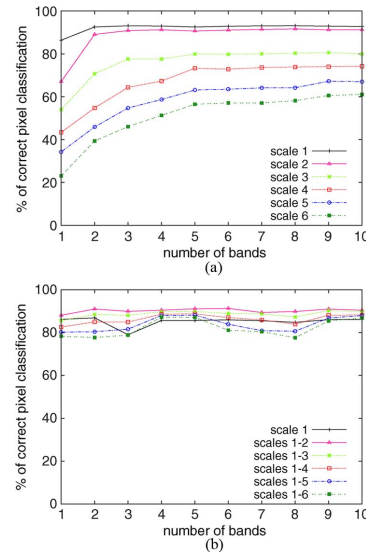 100
80
60
40
20
0
% of correct pixel classification
scale 1
scale 2
scale 3
scale 4
scale 5
scale 6
1 2 3 4 5 6 7 8 9 10
number of bands
(a)
100
80
60
40
20
0
% of correct pixel classification
scale 1
scales 1-2
scales 1-3
scales 1-4
scales 1-5
scales 1-6
1 2 3 4 5 6 7 8 9 10
number of bands
(b)